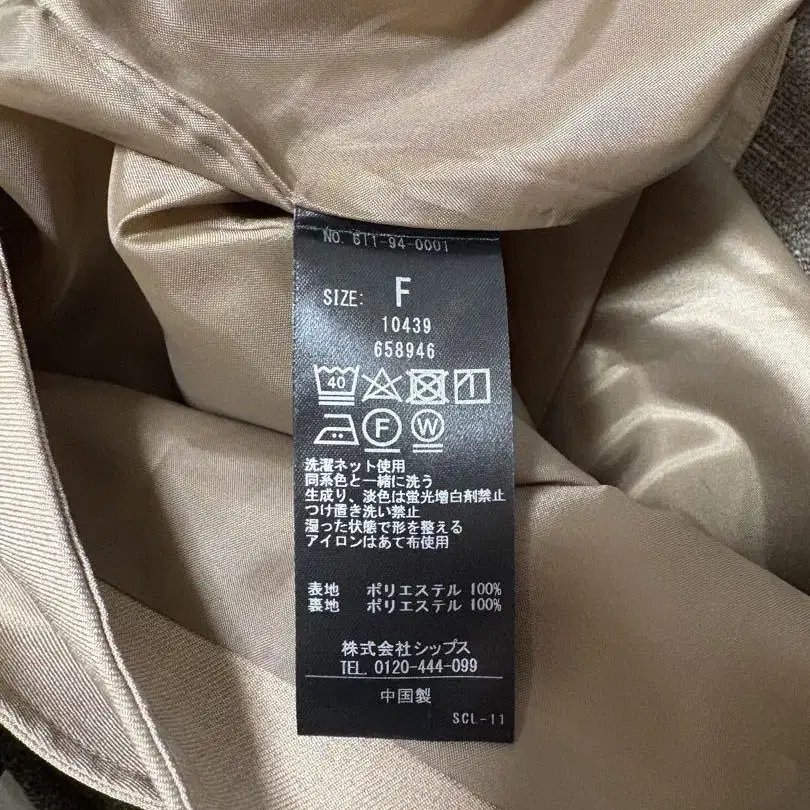 NO. 611-94-0001
SIZE: F
10439
658946
40
F W
洗濯ネット使用
同系色と一緒に洗う
生成り、淡色は蛍光増白剤禁止
つけ置き洗い禁止
湿った状態で形を整える
アイロンはあて布使用
表地 ポリエステル 100%
裏地 ポリエステル 100%
株式会社シップス
TEL. 0120-444-099
中国製
SCL-11